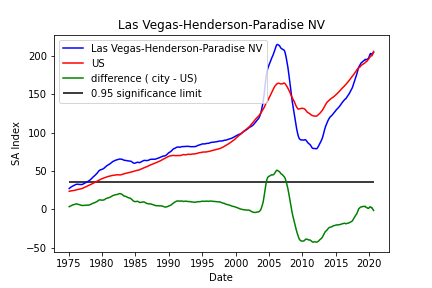 Las Vegas-Henderson-Paradise NV
Las Vegas-Henderson-Paradise NV
US
difference ( city - US)
0.95 significance limit
SA Index
200
150
100
50
0
−50
1975 1980 1985 1990 1995 2000 2005 2010 2015 2020
Date